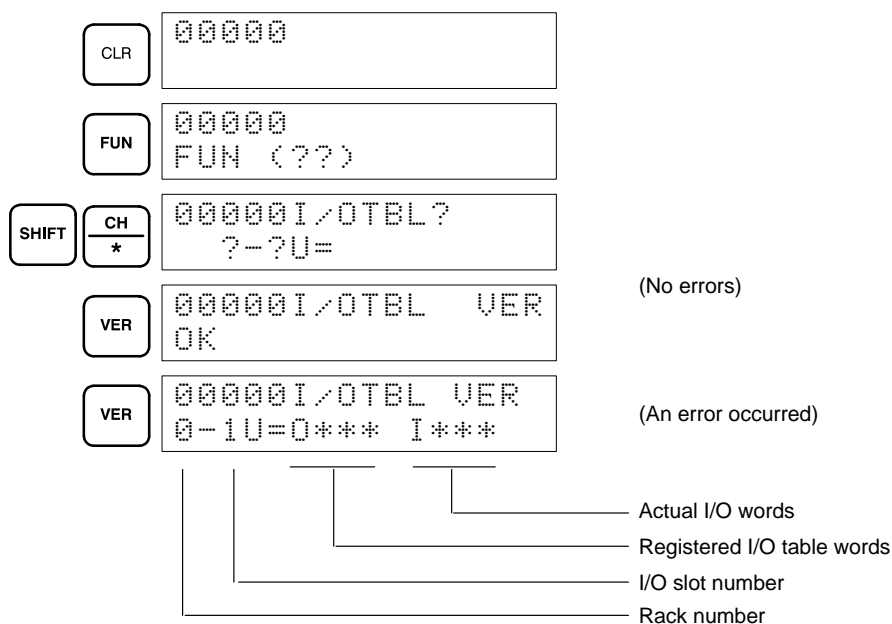 CLR
00000
FUN
00000
FUN (??)
SHIFT
CH
*
00000I/OTBL?
?-?U=
VER
00000I/OTBL VER
OK
(No errors)
VER
00000I/OTBL VER
0-1U=O*** I***
(An error occurred)
Actual I/O words
Registered I/O table words
I/O slot number
Rack number